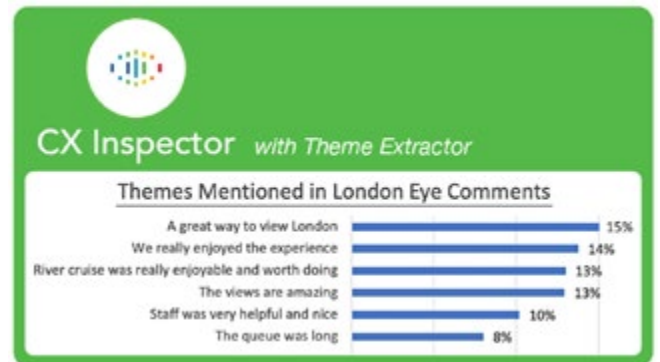 CX Inspector with Theme Extractor
Themes Mentioned in London Eye Comments
A great way to view London 15%
We really enjoyed the experience 14%
River cruise was really enjoyable and worth doing 13%
The views are amazing 13%
Staff was very helpful and nice 10%
The queue was long 8%